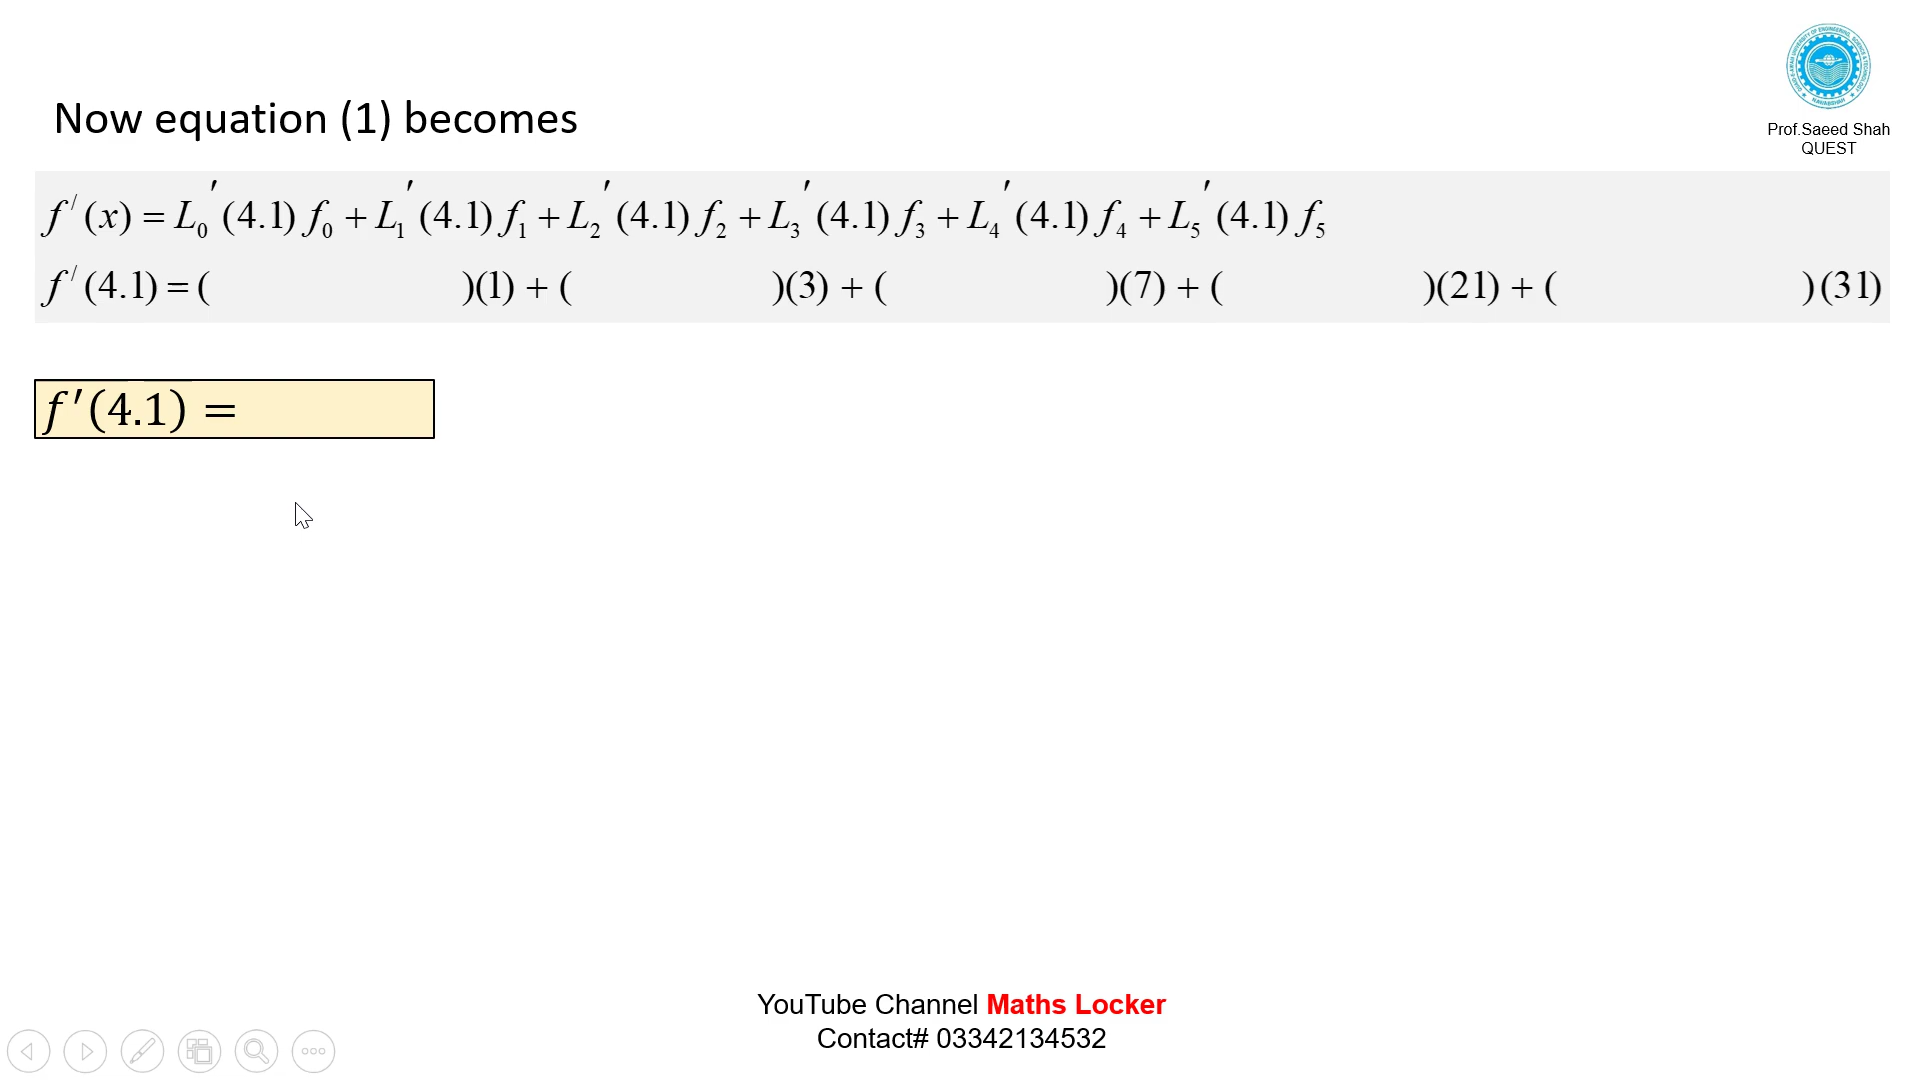 Prof.Saeed Shah
QUEST
Now equation (1) becomes
f′(x) = L₀′(4.1) f₀ + L₁′(4.1) f₁ + L₂′(4.1) f₂ + L₃′(4.1) f₃ + L₄′(4.1) f₄ + L₅′(4.1) f₅
f′(4.1) = ( )(1) + ( )(3) + ( )(7) + ( )(21) + ( )(31)
f′(4.1) =
YouTube Channel Maths Locker
Contact# 03342134532